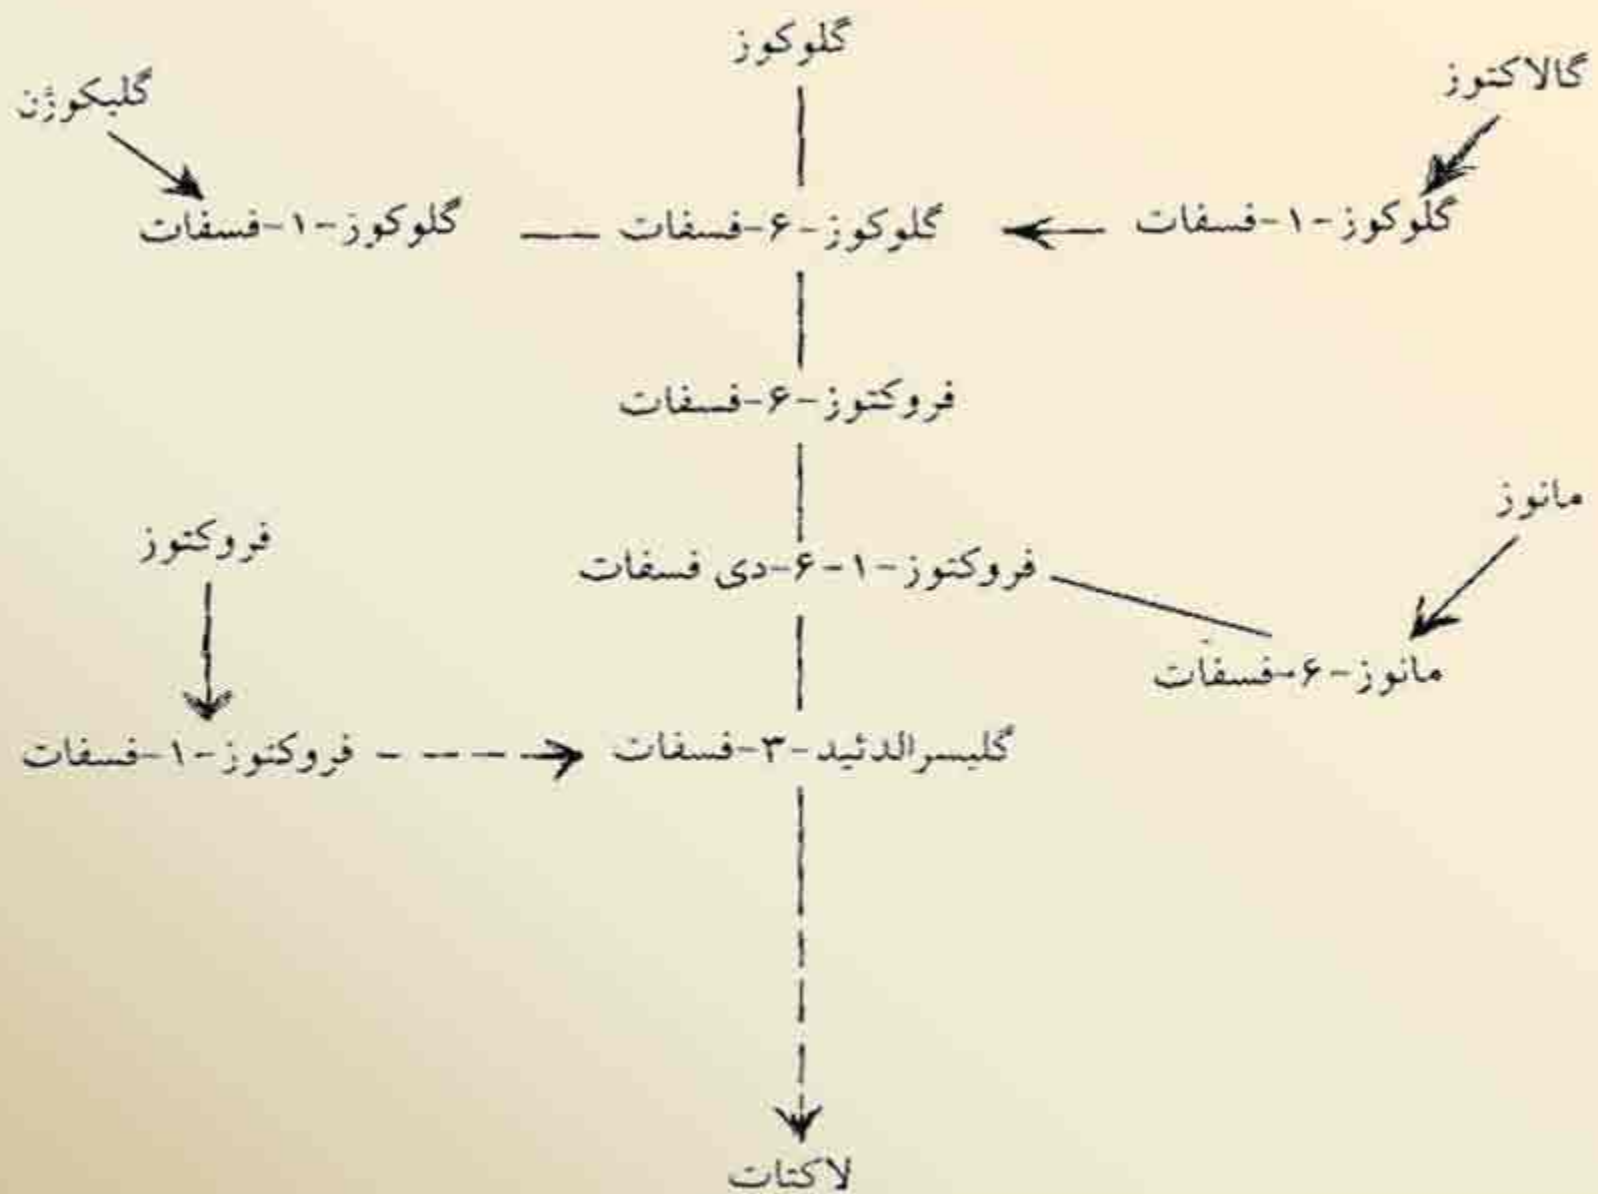 گلوکوز
گالاکتوز
گلیکوژن
گلوکوز-۱-فسفات
گلوکوز-۶-فسفات
گلوکوز-۱-فسفات
فروکتوز-۶-فسفات
مانوز
فروکتوز
فروکتوز-۱-۶-دی فسفات
مانوز-۶-فسفات
گلیسرالدئید-۳-فسفات
فروکتوز-۱-فسفات
لاکتات